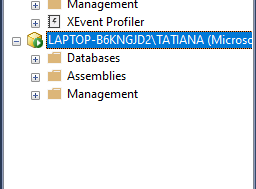 Management
XEvent Profiler
LAPTOP-B6KNGJD2\TATIANA (Microso
Databases
Assemblies
Management